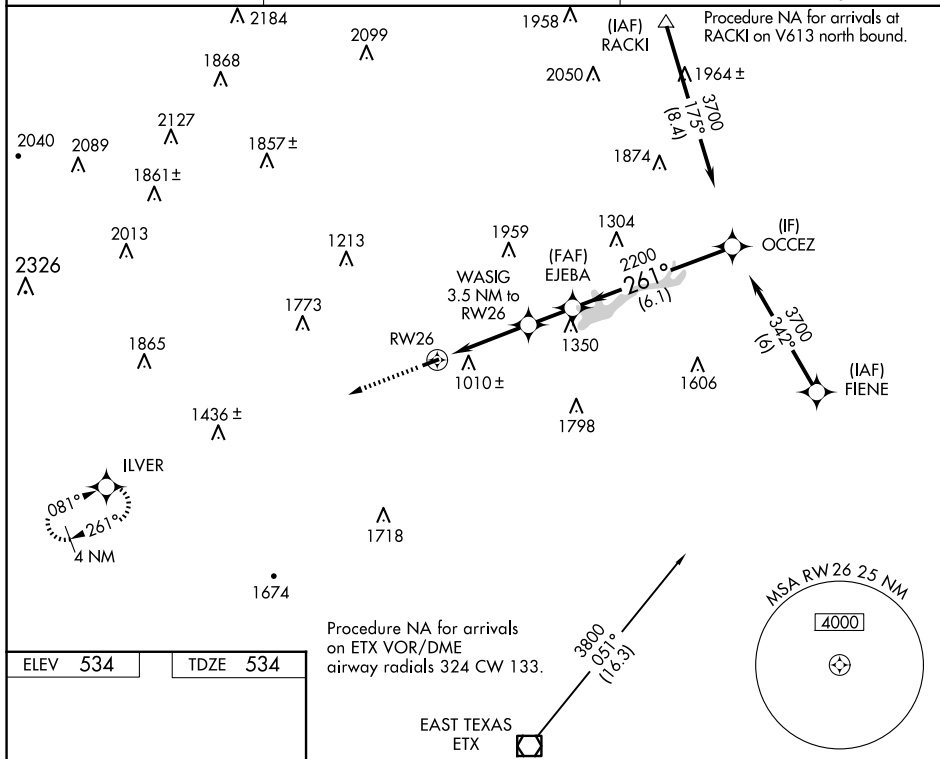 2184
1958
(IAF)
RACKI
Procedure NA for arrivals at
RACKI on V613 north bound.
2099
1868
2050
1964 ±
3700
175°
(8.4)
2127
2040
2089
1857 ±
1874
1861 ±
2013
1213
1959
1304
(IF)
OCCEZ
2326
(FAF)
EJEBA
2200
261°
(6.1)
WASIG
3.5 NM to
RW26
1773
RW26
1350
3700
342°
(6)
1865
1010 ±
1606
(IAF)
FIENE
1436 ±
1798
ILVER
081°
261°
4 NM
1718
1674
MSA RW 26 25 NM
4000
Procedure NA for arrivals
on ETX VOR/DME
airway radials 324 CW 133.
3800
051°
(16.3)
ELEV 534
TDZE 534
EAST TEXAS
ETX